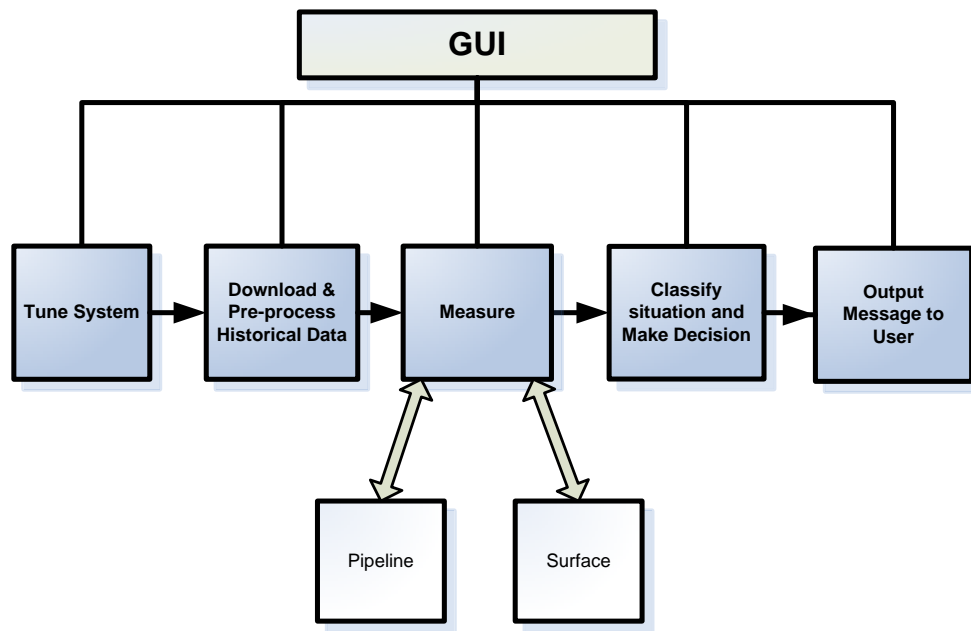 GUI
Tune System
Download &
Pre-process
Historical Data
Measure
Classify
situation and
Make Decision
Output
Message to
User
Pipeline
Surface